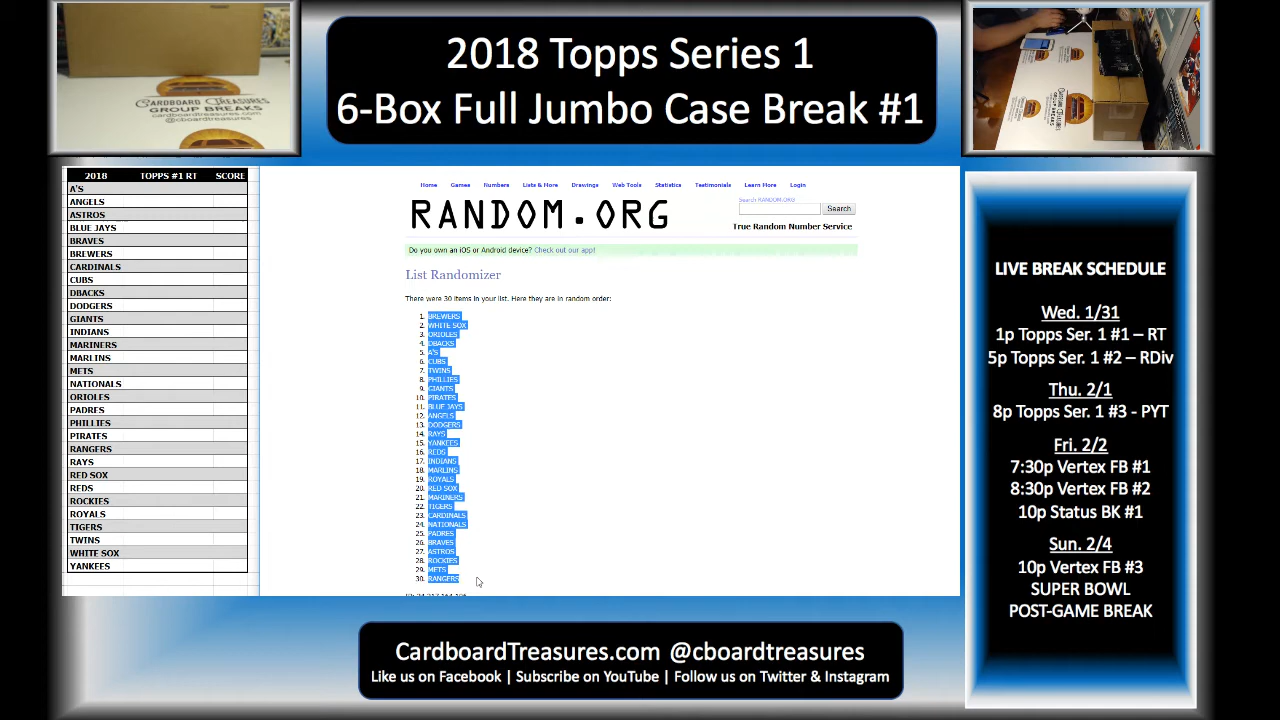 2018 Topps Series 1
6-Box Full Jumbo Case Break #1
CARDBOARD TREASURES
GROUP BREAKS
cardboardtreasures.com
@cboardtreasures
2018 TOPPS #1 RT SCORE
A'S
ANGELS
ASTROS
BLUE JAYS
BRAVES
BREWERS
CARDINALS
CUBS
DBACKS
DODGERS
GIANTS
INDIANS
MARINERS
MARLINS
METS
NATIONALS
ORIOLES
PADRES
PHILLIES
PIRATES
RANGERS
RAYS
RED SOX
REDS
ROCKIES
ROYALS
TIGERS
TWINS
WHITE SOX
YANKEES
Home Games Numbers Lists & More Drawings Web Tools Statistics Testimonials Learn More Login
RANDOM.ORG
Search RANDOM.ORG
Search
True Random Number Service
Do you own an iOS or Android device? Check out our app!
List Randomizer
There were 30 items in your list. Here they are in random order:
1. BREWERS
2. WHITE SOX
3. ORIOLES
4. DBACKS
5. A'S
6. CUBS
7. TWINS
8. PHILLIES
9. GIANTS
10. PIRATES
11. BLUE JAYS
12. ANGELS
13. DODGERS
14. RAYS
15. YANKEES
16. REDS
17. INDIANS
18. MARLINS
19. ROYALS
20. RED SOX
21. MARINERS
22. TIGERS
23. CARDINALS
24. NATIONALS
25. PADRES
26. BRAVES
27. ASTROS
28. ROCKIES
29. METS
30. RANGERS
LIVE BREAK SCHEDULE
Wed. 1/31
1p Topps Ser. 1 #1 – RT
5p Topps Ser. 1 #2 – RDiv
Thu. 2/1
8p Topps Ser. 1 #3 - PYT
Fri. 2/2
7:30p Vertex FB #1
8:30p Vertex FB #2
10p Status BK #1
Sun. 2/4
10p Vertex FB #3
SUPER BOWL
POST-GAME BREAK
CardboardTreasures.com @cboardtreasures
Like us on Facebook | Subscribe on YouTube | Follow us on Twitter & Instagram